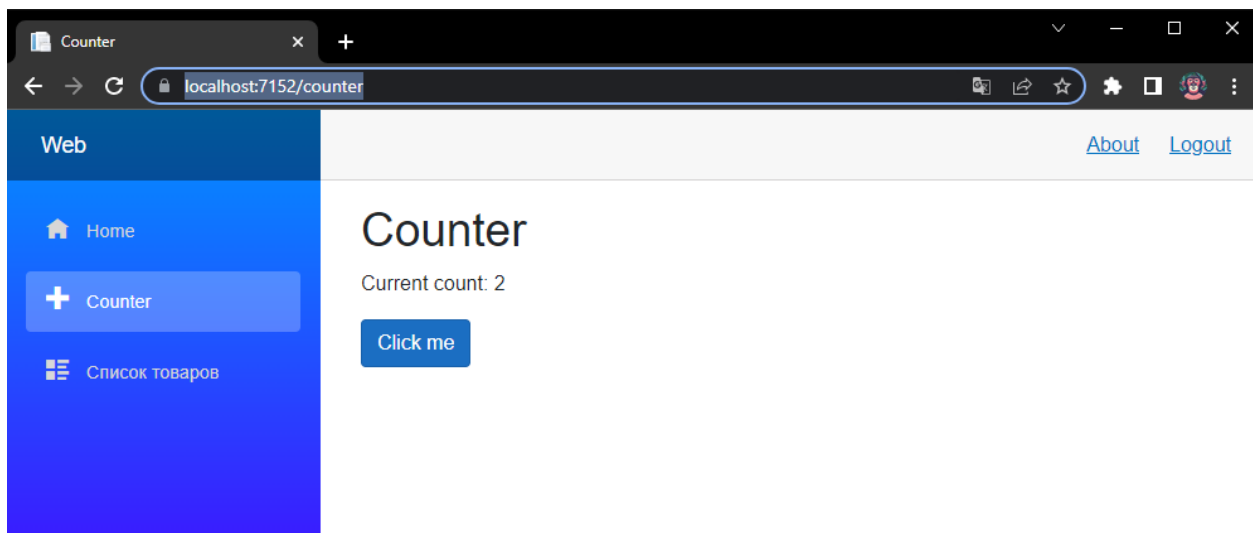 Counter
localhost:7152/counter
Web
About Logout
Home
Counter
Список товаров
Counter
Current count: 2
Click me